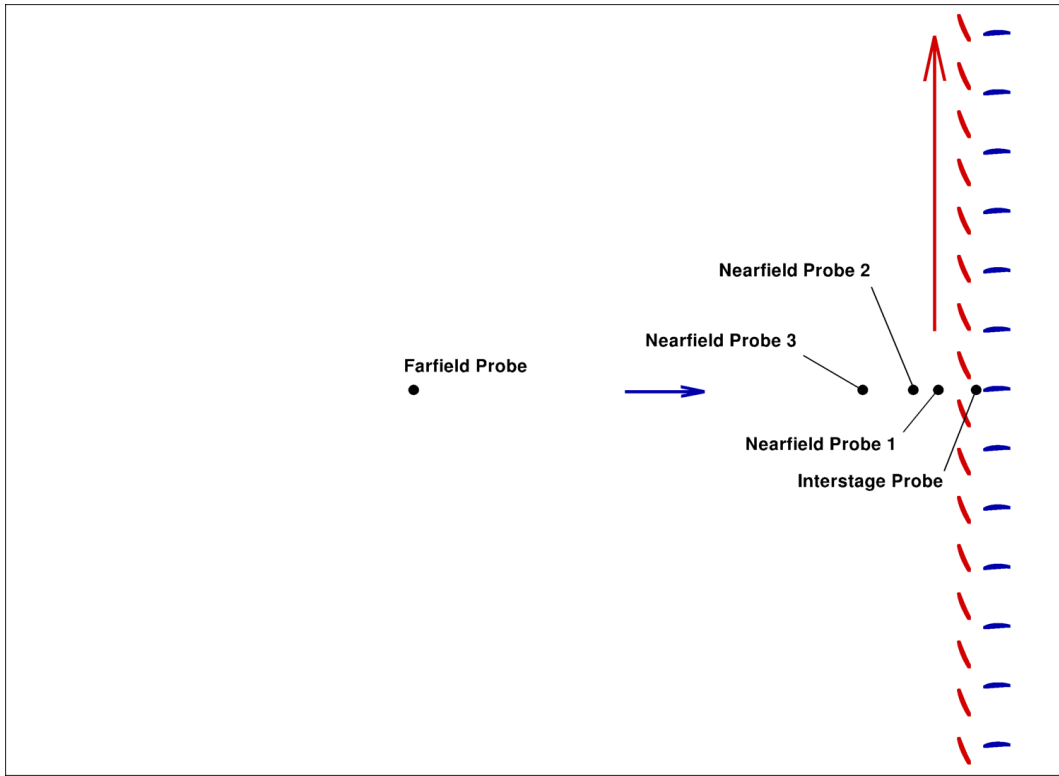 Nearfield Probe 2
Nearfield Probe 3
Farfield Probe
Nearfield Probe 1
Interstage Probe